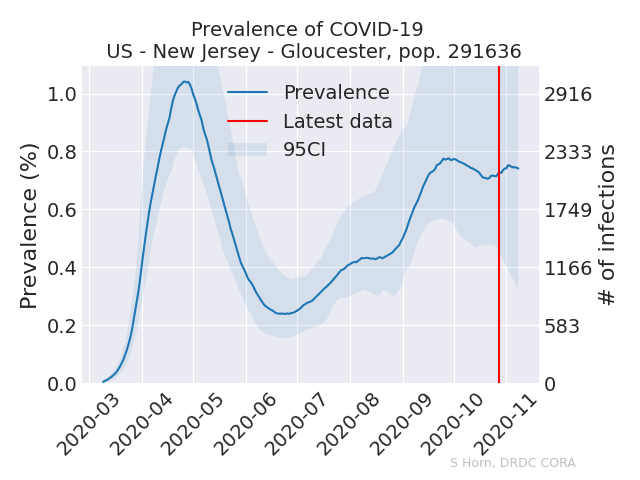 Prevalence of COVID-19
US - New Jersey - Gloucester, pop. 291636
Prevalence
Latest data
95CI
Prevalence (%)
1.0
0.8
0.6
0.4
0.2
0.0
2916
2333
1749
1166
583
0
# of infections
2020-03
2020-04
2020-05
2020-06
2020-07
2020-08
2020-09
2020-10
2020-11
S Horn, DRDC CORA